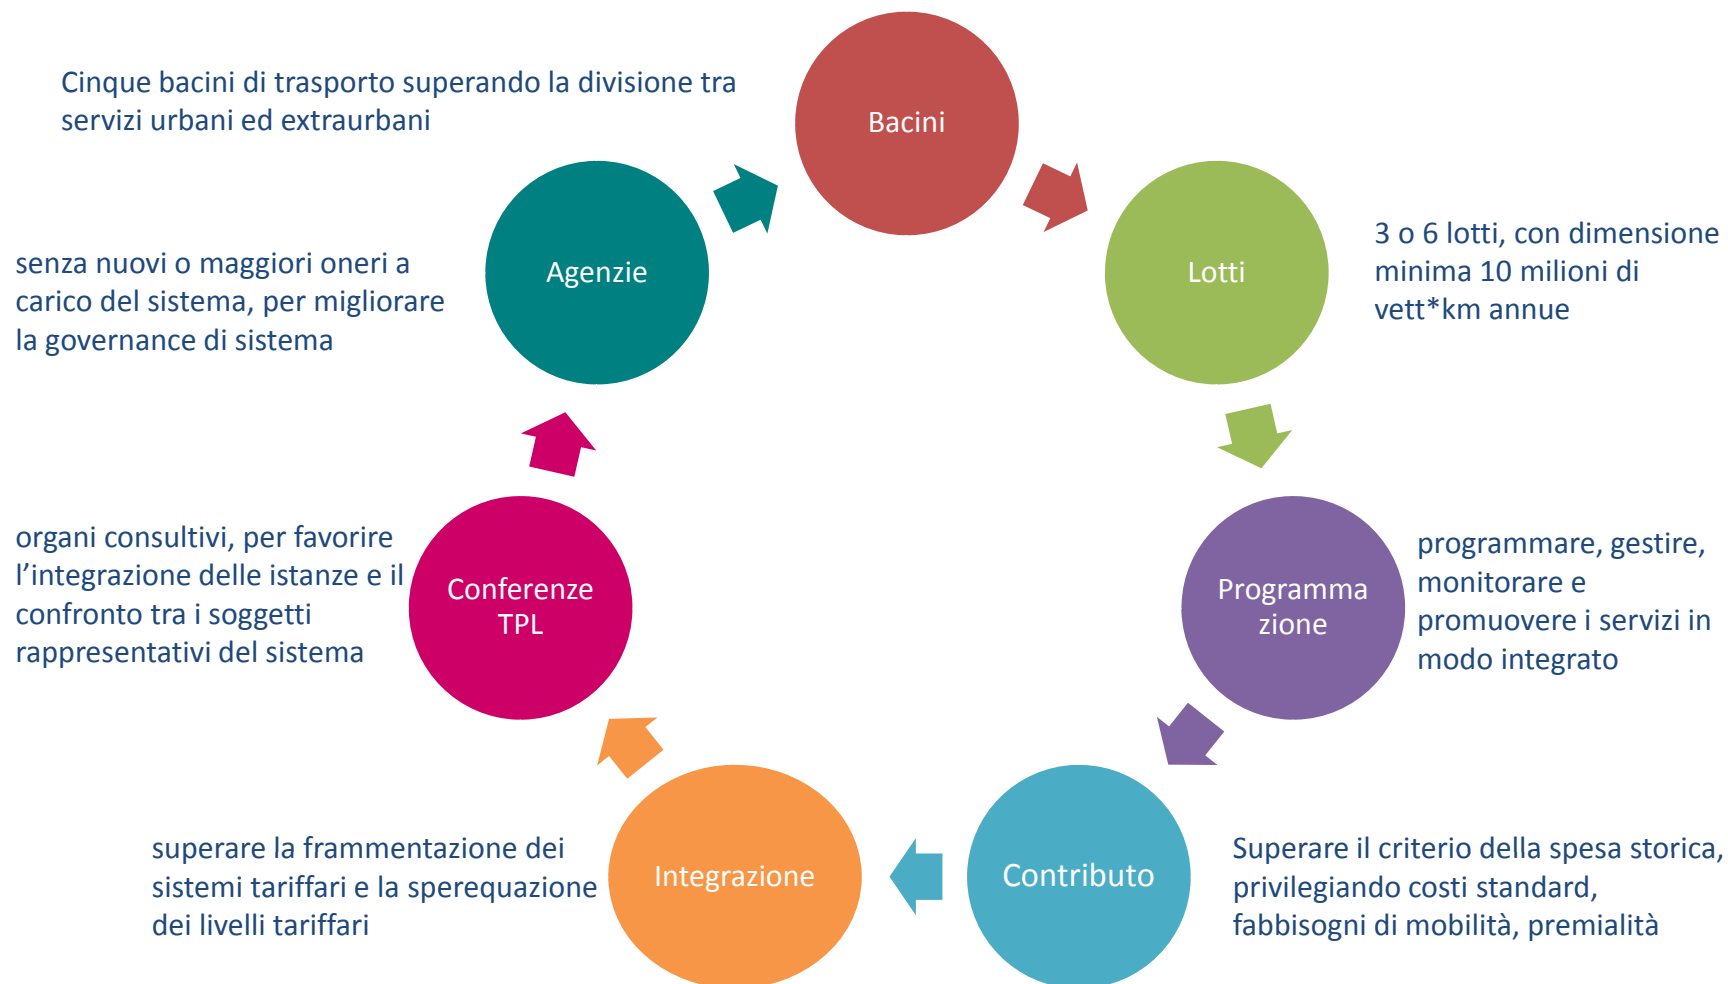 Cinque bacini di trasporto superando la divisione tra
servizi urbani ed extraurbani
Bacini
Agenzie
senza nuovi o maggiori oneri a
carico del sistema, per migliorare
la governance di sistema
Lotti
3 o 6 lotti, con dimensione
minima 10 milioni di
vett*km annue
organi consultivi, per favorire
l’integrazione delle istanze e il
confronto tra i soggetti
rappresentativi del sistema
Conferenze
TPL
Programma
zione
programmare, gestire,
monitorare e
promuovere i servizi in
modo integrato
superare la frammentazione dei
sistemi tariffari e la sperequazione
dei livelli tariffari
Integrazione
Contributo
Superare il criterio della spesa storica,
privilegiando costi standard,
fabbisogni di mobilità, premialità